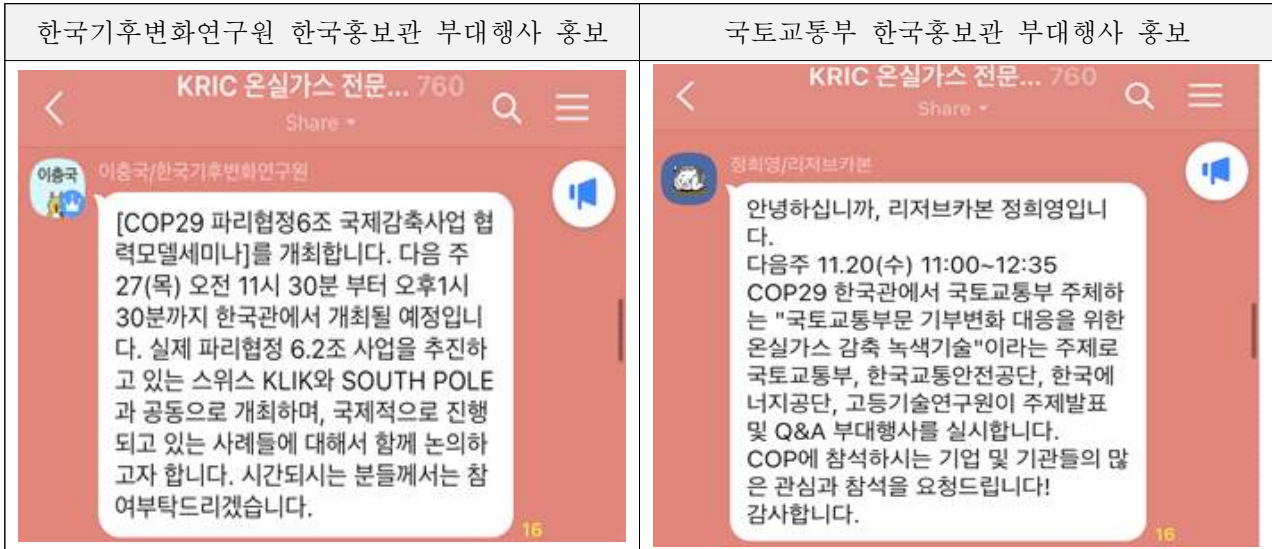 한국기후변화연구원 한국홍보관 부대행사 홍보
KRIC 온실가스 전문... 760
Share
이충국
이충국/한국기후변화연구원
[COP29 파리협정6조 국제감축사업 협
력모델세미나]를 개최합니다. 다음 주
27(목) 오전 11시 30분 부터 오후1시
30분까지 한국관에서 개최될 예정입니
다. 실제 파리협정 6.2조 사업을 추진하
고 있는 스위스 KLIK와 SOUTH POLE
과 공동으로 개최하며, 국제적으로 진행
되고 있는 사례들에 대해서 함께 논의하
고자 합니다. 시간되시는 분들께서는 참
여부탁드리겠습니다.
16
국토교통부 한국홍보관 부대행사 홍보
KRIC 온실가스 전문... 760
Share
정희영/리저브카본
안녕하십니까, 리저브카본 정희영입니
다.
다음주 11.20(수) 11:00~12:35
COP29 한국관에서 국토교통부 주체하
는 "국토교통부문 기부변화 대응을 위한
온실가스 감축 녹색기술"이라는 주제로
국토교통부, 한국교통안전공단, 한국에
너지공단, 고등기술연구원이 주제발표
및 Q&A 부대행사를 실시합니다.
COP에 참석하시는 기업 및 기관들의 많
은 관심과 참석을 요청드립니다!
감사합니다.
16